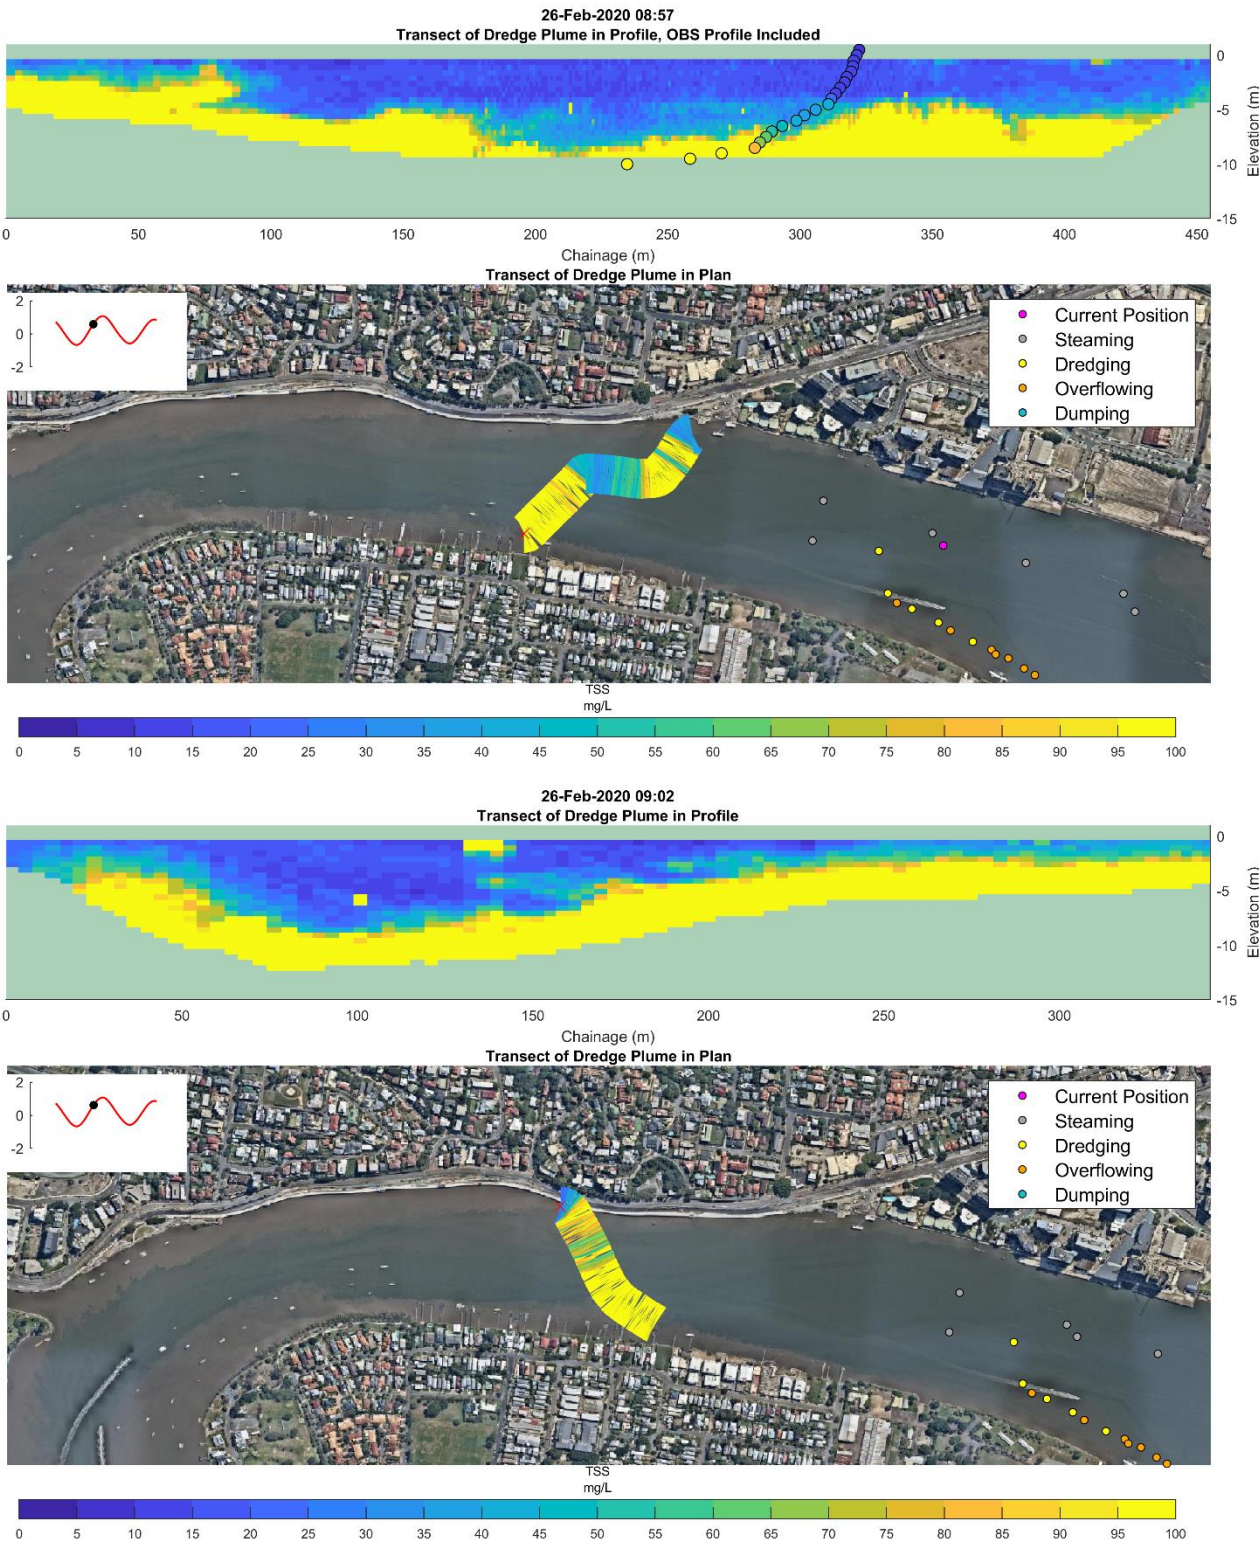 26-Feb-2020 08:57
Transect of Dredge Plume in Profile, OBS Profile Included
0
-5
-10
-15
Elevation (m)
0 50 100 150 200 250 300 350 400 450
Chainage (m)
Transect of Dredge Plume in Plan
2
0
-2
Current Position
Steaming
Dredging
Overflowing
Dumping
TSS
mg/L
0 5 10 15 20 25 30 35 40 45 50 55 60 65 70 75 80 85 90 95 100
26-Feb-2020 09:02
Transect of Dredge Plume in Profile
0
-5
-10
-15
Elevation (m)
0 50 100 150 200 250 300
Chainage (m)
Transect of Dredge Plume in Plan
2
0
-2
Current Position
Steaming
Dredging
Overflowing
Dumping
TSS
mg/L
0 5 10 15 20 25 30 35 40 45 50 55 60 65 70 75 80 85 90 95 100